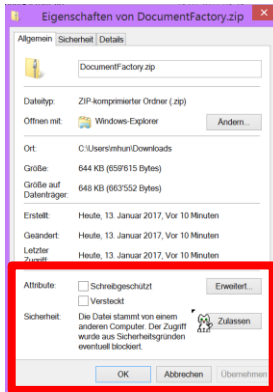 Eigenschaften von DocumentFactory.zip
Allgemein Sicherheit Details
DocumentFactory.zip
Dateityp: ZIP-komprimierter Ordner (.zip)
Öffnen mit: Windows-Explorer Ändern...
Ort: C:\Users\mhun\Downloads
Größe: 644 KB (659'615 Bytes)
Größe auf
Datenträger: 648 KB (663'552 Bytes)
Erstellt: Heute, 13. Januar 2017, Vor 10 Minuten
Geändert: Heute, 13. Januar 2017, Vor 10 Minuten
Letzter
Zugriff: Heute, 13. Januar 2017, Vor 10 Minuten
Attribute: Schreibgeschützt Erweitert...
Versteckt
Sicherheit: Die Datei stammt von einem
anderen Computer. Der Zugriff Zulassen
wurde aus Sicherheitsgründen
eventuell blockiert.
OK Abbrechen Übernehmen